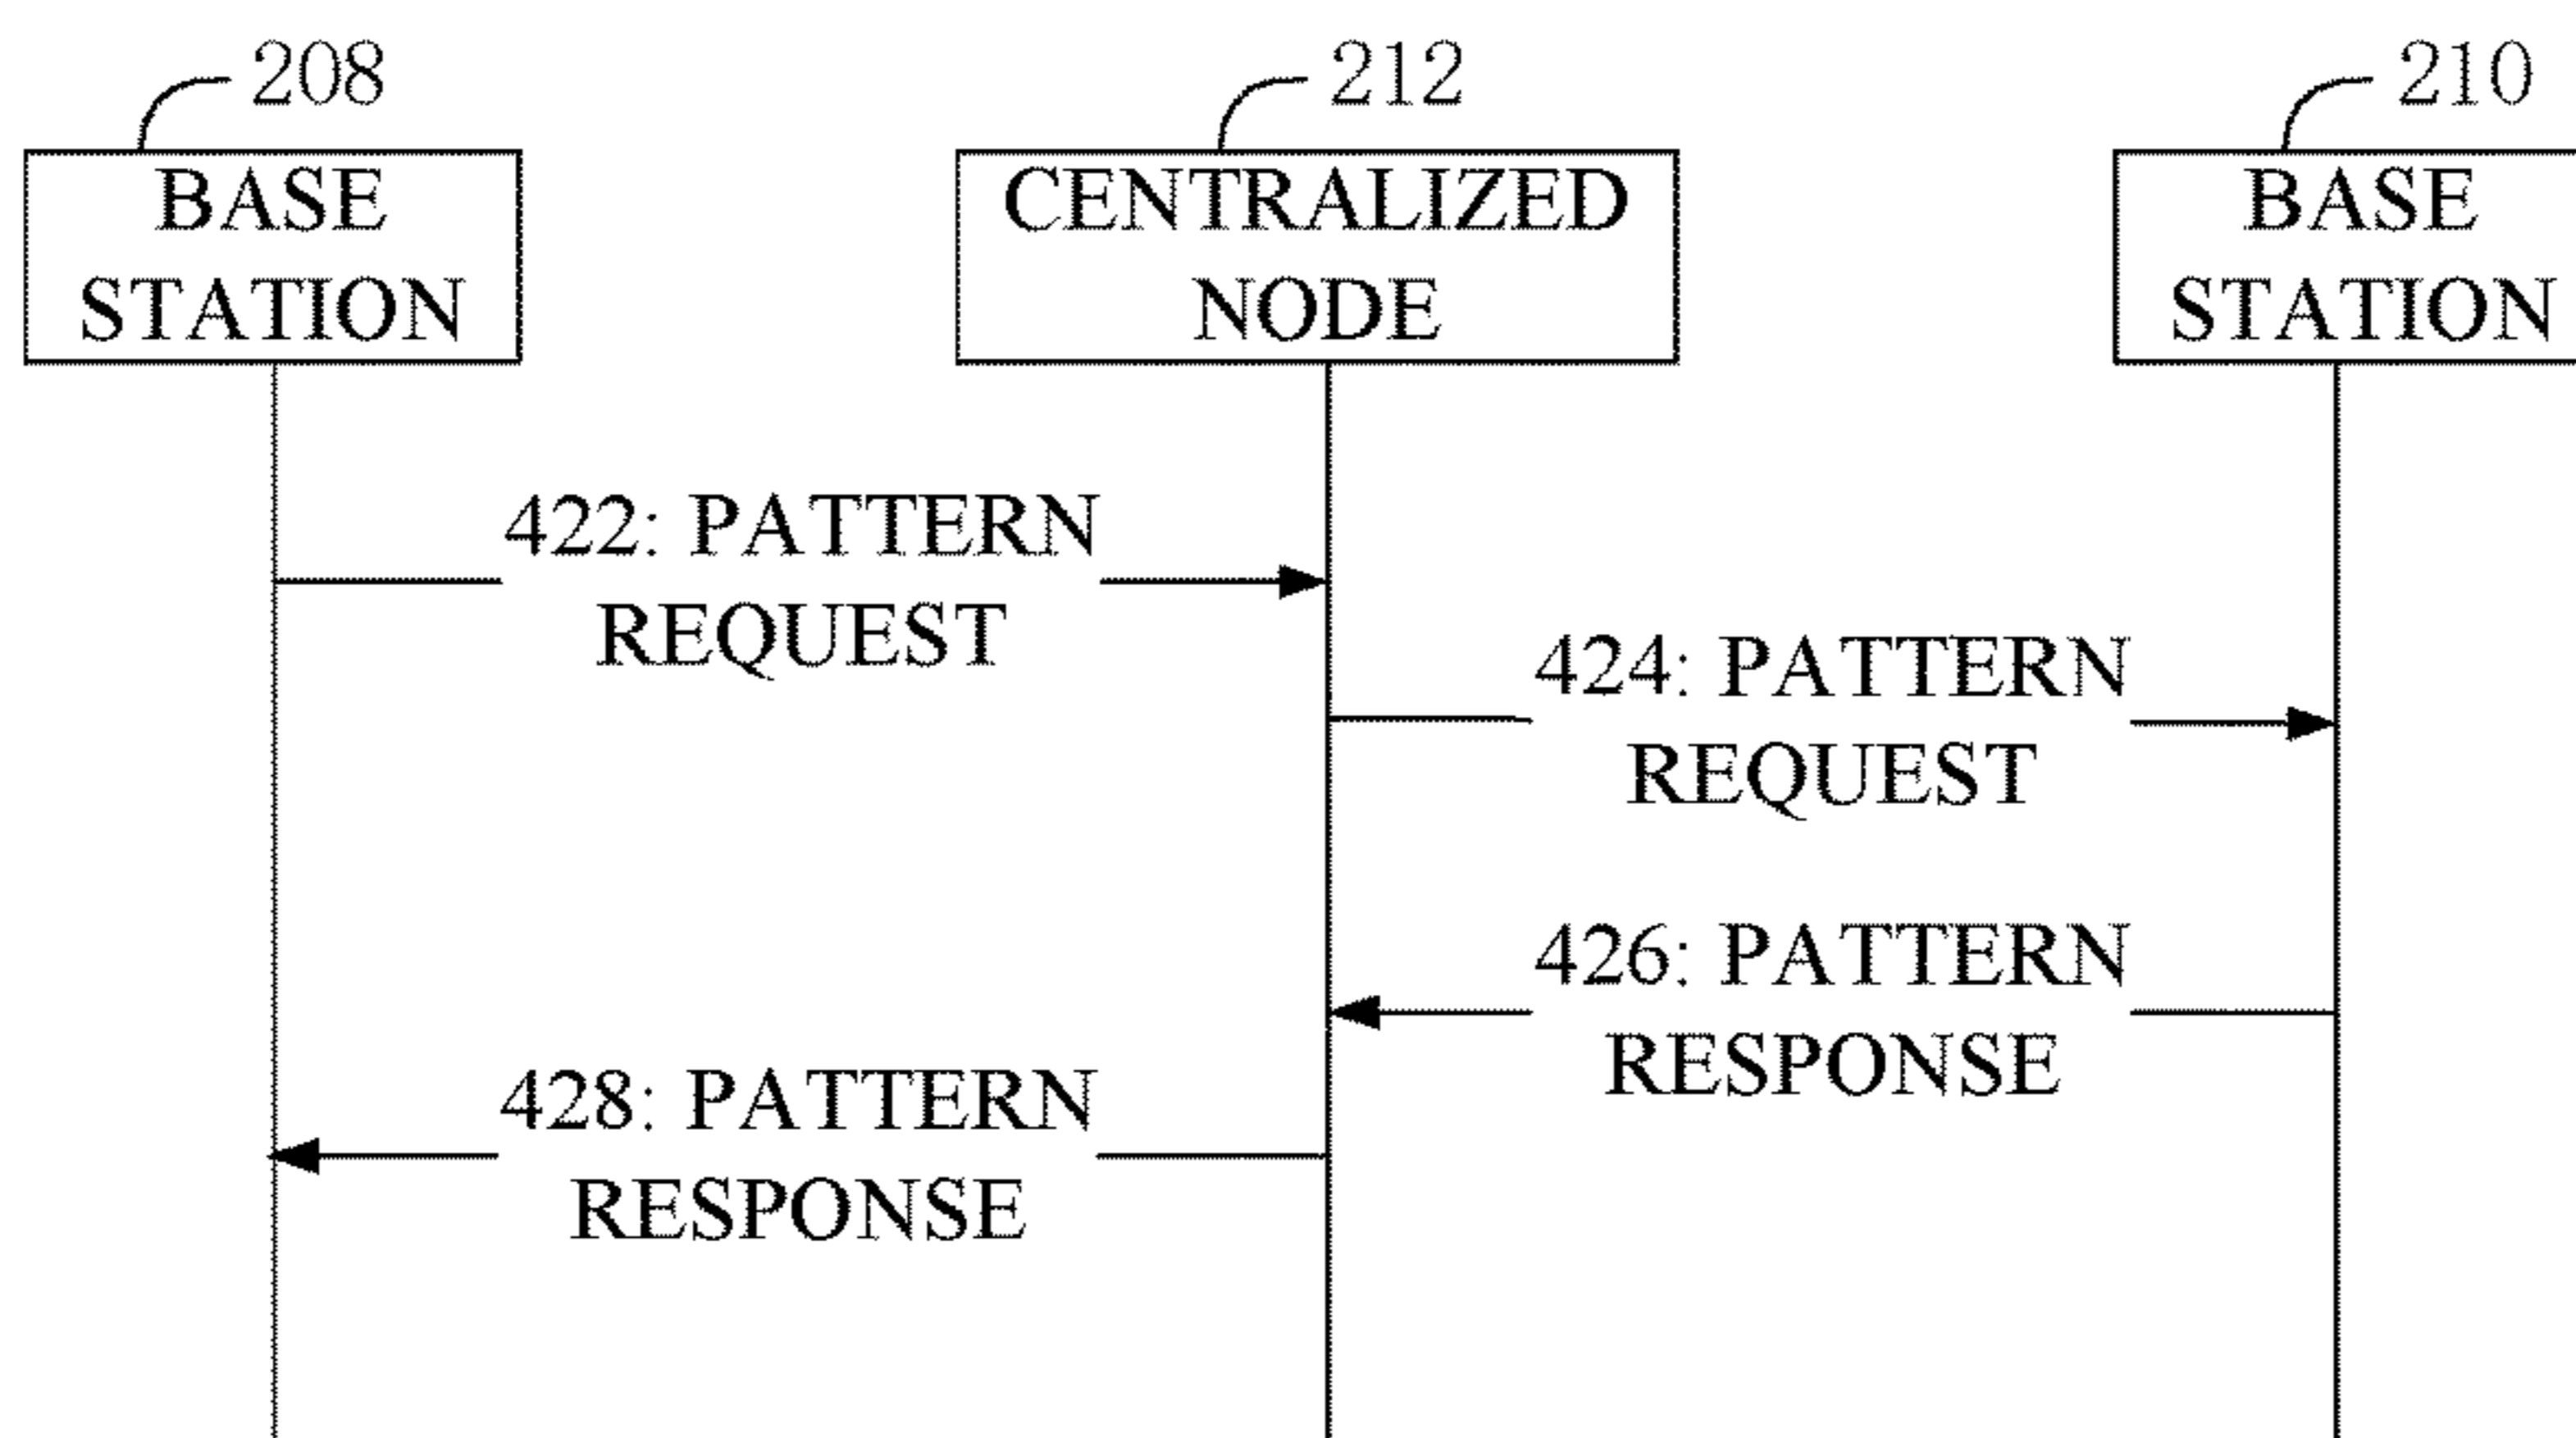 208
212
210
BASE
STATION
CENTRALIZED
NODE
BASE
STATION
422: PATTERN
REQUEST
424: PATTERN
REQUEST
426: PATTERN
RESPONSE
428: PATTERN
RESPONSE